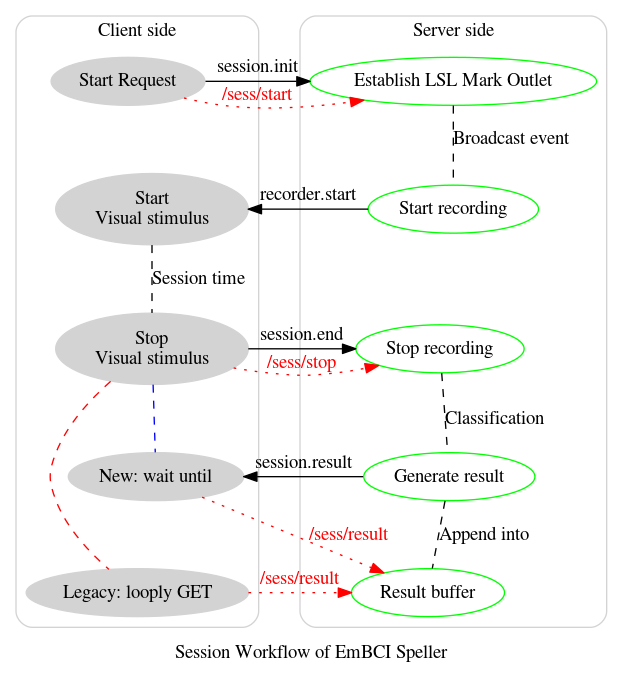 Client side
Server side
Start Request
session.init
/sess/start
Establish LSL Mark Outlet
Broadcast event
Start
Visual stimulus
recorder.start
Start recording
Session time
Stop
Visual stimulus
session.end
/sess/stop
Stop recording
Classification
New: wait until
session.result
Generate result
/sess/result
Append into
Legacy: looply GET
/sess/result
Result buffer
Session Workflow of EmBCI Speller